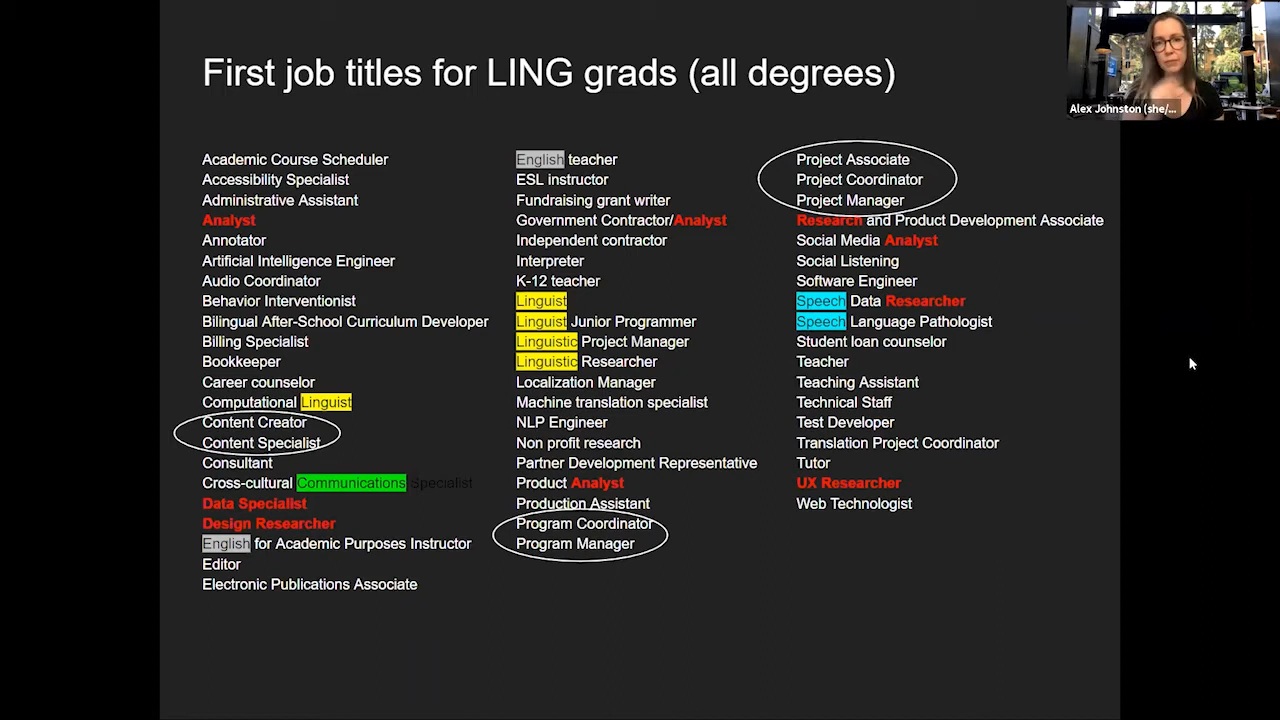 First job titles for LING grads (all degrees)
Alex Johnston (she/...
Academic Course Scheduler
Accessibility Specialist
Administrative Assistant
Analyst
Annotator
Artificial Intelligence Engineer
Audio Coordinator
Behavior Interventionist
Bilingual After-School Curriculum Developer
Billing Specialist
Bookkeeper
Career counselor
Computational Linguist
Content Creator
Content Specialist
Consultant
Cross-cultural Communications Specialist
Data Specialist
Design Researcher
English for Academic Purposes Instructor
Editor
Electronic Publications Associate
English teacher
ESL instructor
Fundraising grant writer
Government Contractor/Analyst
Independent contractor
Interpreter
K-12 teacher
Linguist
Linguist Junior Programmer
Linguistic Project Manager
Linguistic Researcher
Localization Manager
Machine translation specialist
NLP Engineer
Non profit research
Partner Development Representative
Product Analyst
Production Assistant
Program Coordinator
Program Manager
Project Associate
Project Coordinator
Project Manager
Research and Product Development Associate
Social Media Analyst
Social Listening
Software Engineer
Speech Data Researcher
Speech Language Pathologist
Student loan counselor
Teacher
Teaching Assistant
Technical Staff
Test Developer
Translation Project Coordinator
Tutor
UX Researcher
Web Technologist